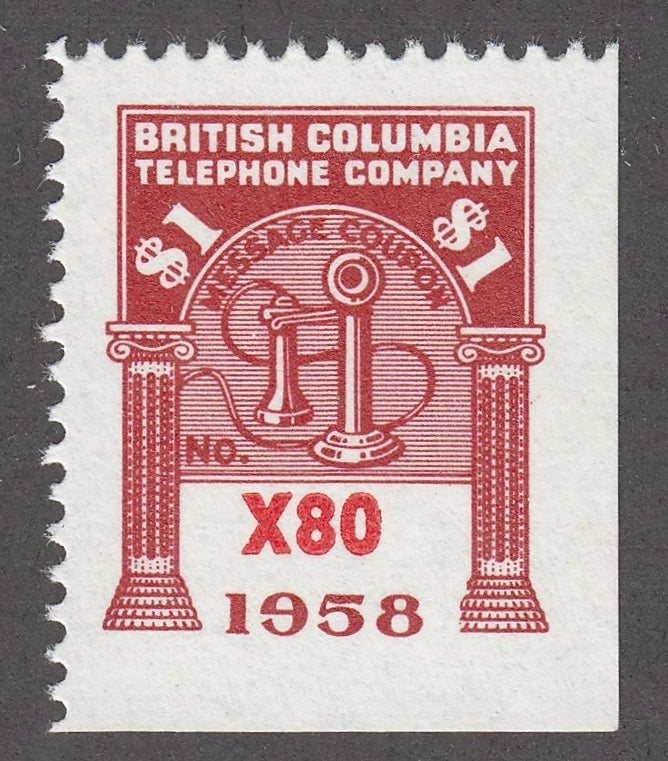 BRITISH COLUMBIA
TELEPHONE COMPANY
$1 $1
MESSAGE COUPON
No.
X80
1958